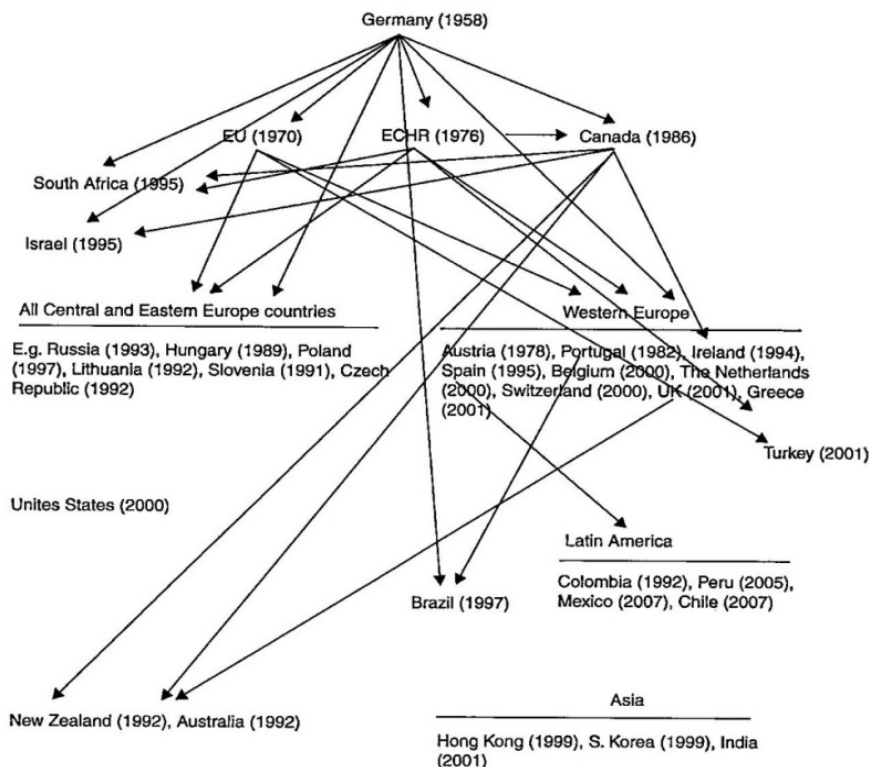 Germany (1958)
EU (1970)
ECHR (1976)
Canada (1986)
South Africa (1995)
Israel (1995)
All Central and Eastern Europe countries
E.g. Russia (1993), Hungary (1989), Poland
(1997), Lithuania (1992), Slovenia (1991), Czech
Republic (1992)
Western Europe
Austria (1978), Portugal (1982), Ireland (1994),
Spain (1995), Belgium (2000), The Netherlands
(2000), Switzerland (2000), UK (2001), Greece
(2001)
Turkey (2001)
Unites States (2000)
Latin America
Colombia (1992), Peru (2005),
Mexico (2007), Chile (2007)
Brazil (1997)
New Zealand (1992), Australia (1992)
Asia
Hong Kong (1999), S. Korea (1999), India
(2001)